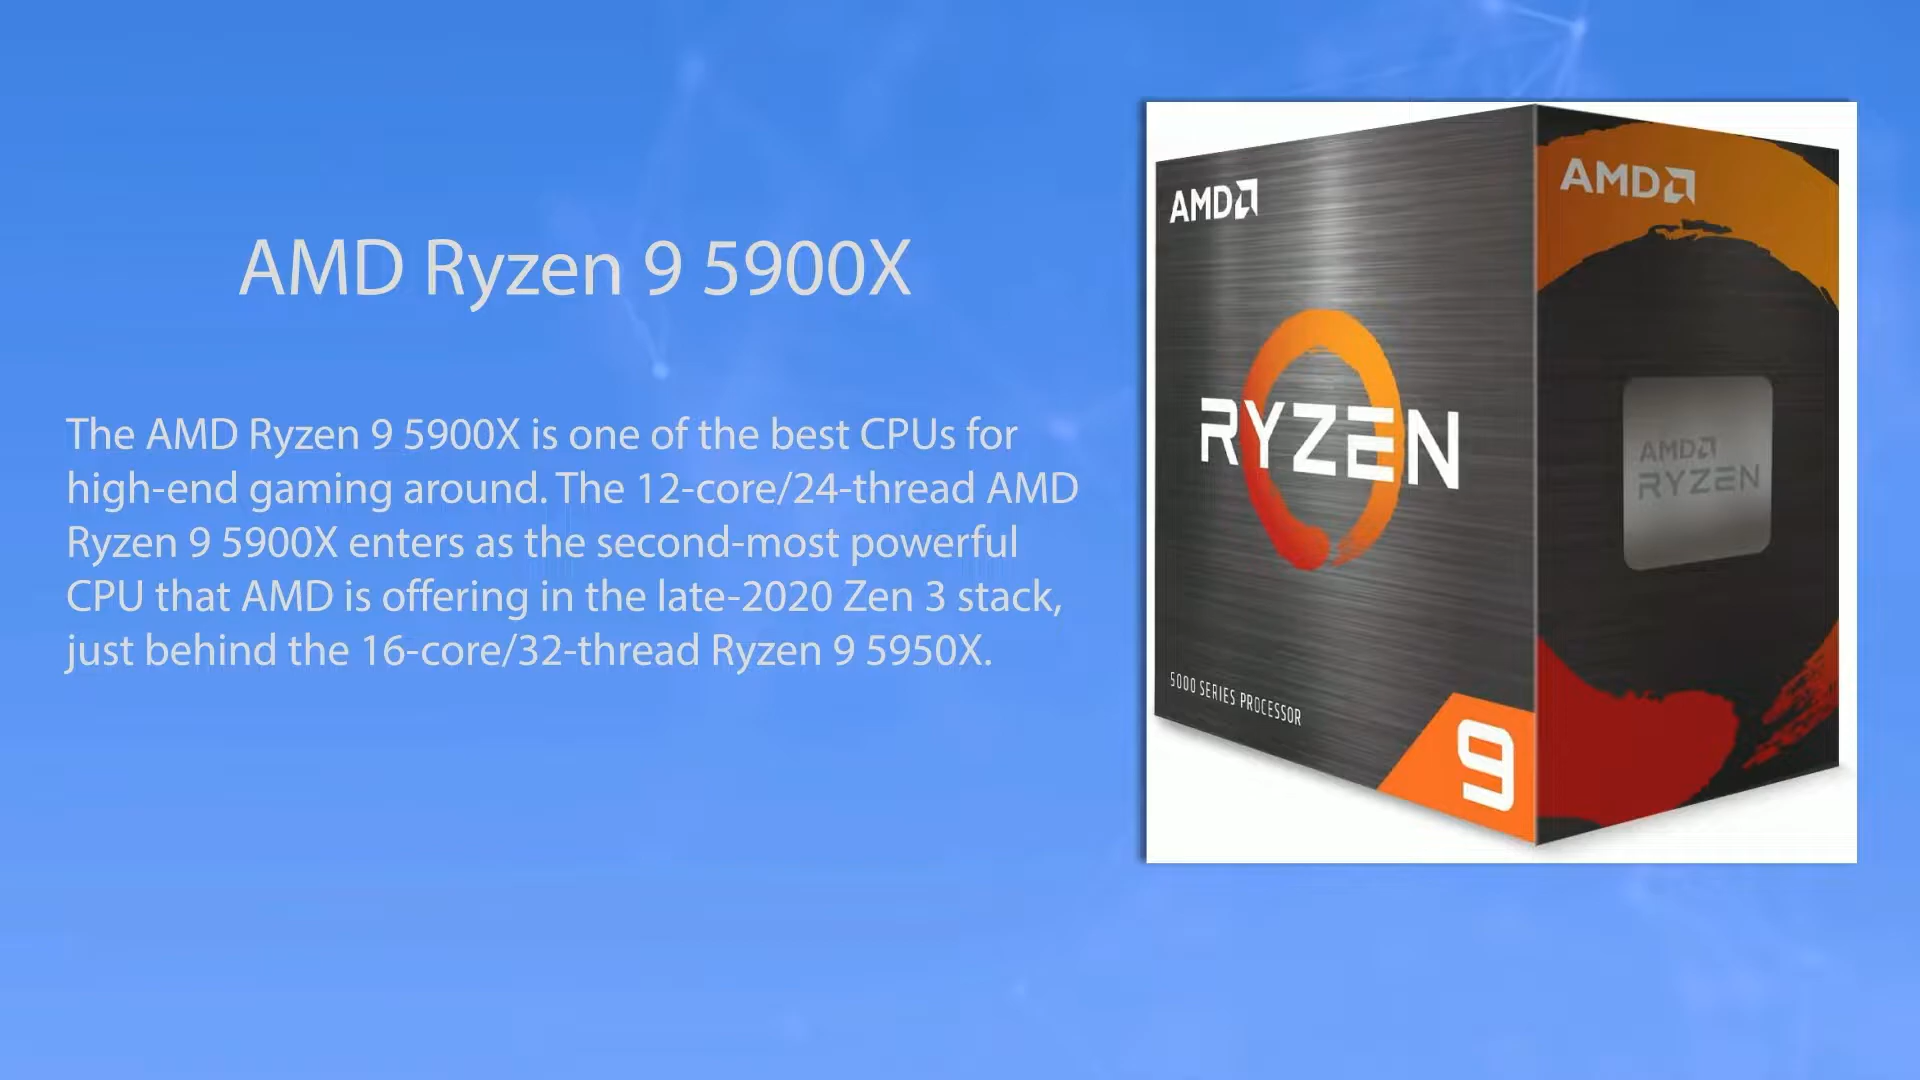 AMD Ryzen 9 5900X
The AMD Ryzen 9 5900X is one of the best CPUs for
high-end gaming around. The 12-core/24-thread AMD
Ryzen 9 5900X enters as the second-most powerful
CPU that AMD is offering in the late-2020 Zen 3 stack,
just behind the 16-core/32-thread Ryzen 9 5950X.
AMD
RYZEN
5000 SERIES PROCESSOR
9
AMD
AMD
RYZEN